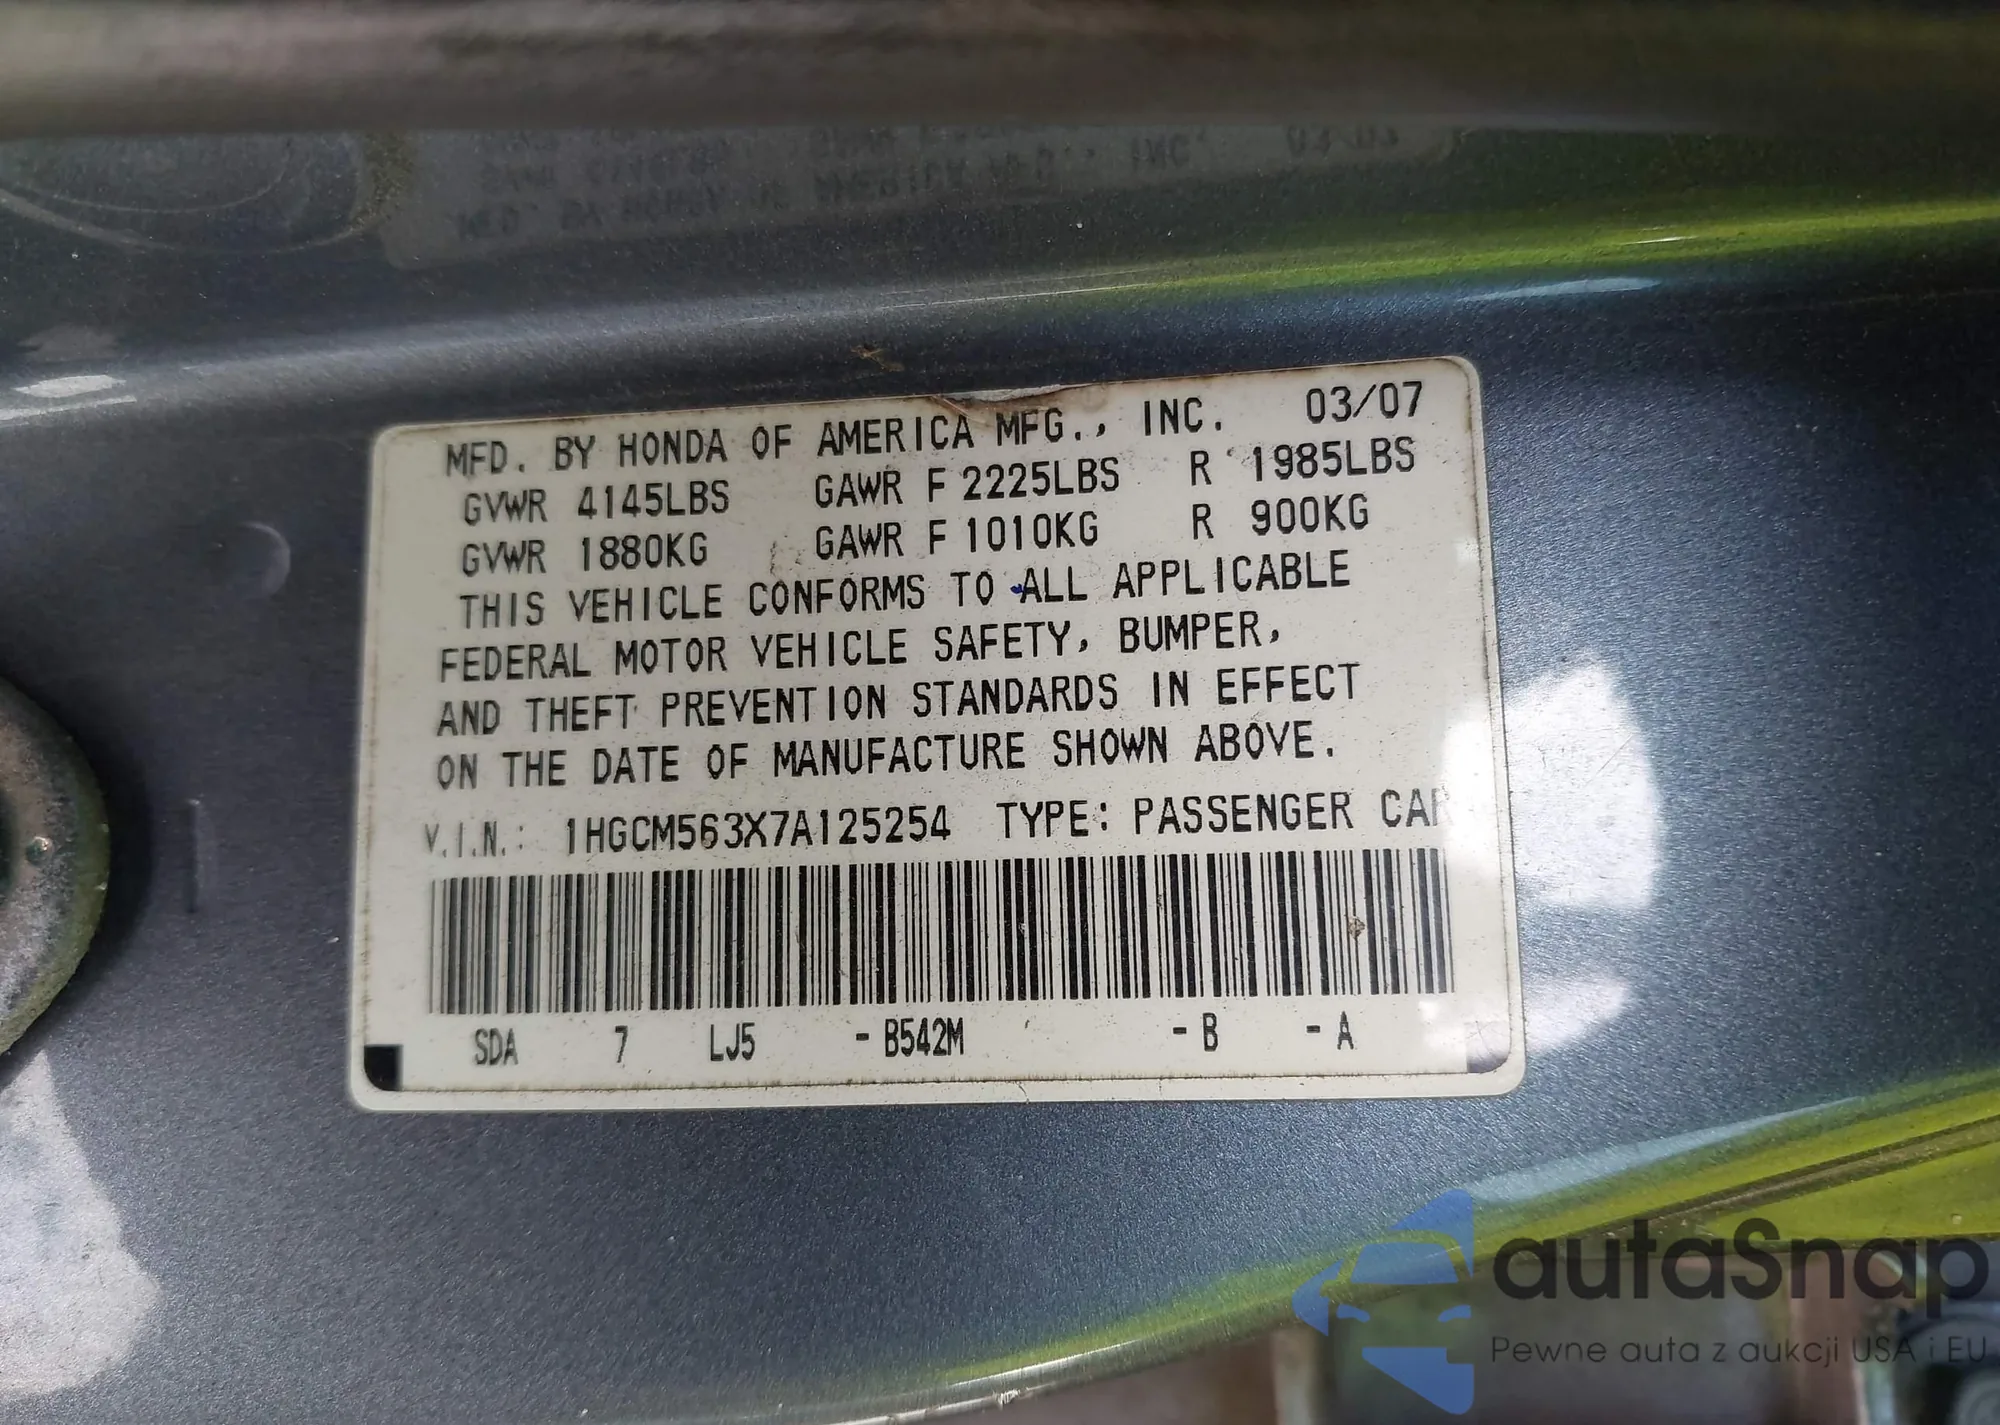 MFD. BY HONDA OF AMERICA MFG., INC. 03/07
GVWR 4145LBS GAWR F 2225LBS R 1985LBS
GVWR 1880KG GAWR F 1010KG R 900KG
THIS VEHICLE CONFORMS TO ALL APPLICABLE
FEDERAL MOTOR VEHICLE SAFETY, BUMPER,
AND THEFT PREVENTION STANDARDS IN EFFECT
ON THE DATE OF MANUFACTURE SHOWN ABOVE.
V.I.N.: 1HGCM563X7A125254 TYPE: PASSENGER CAR
SDA 7 LJ5 -B542M -B -A
autaSnap
Pewne auta z aukcji USA i EU